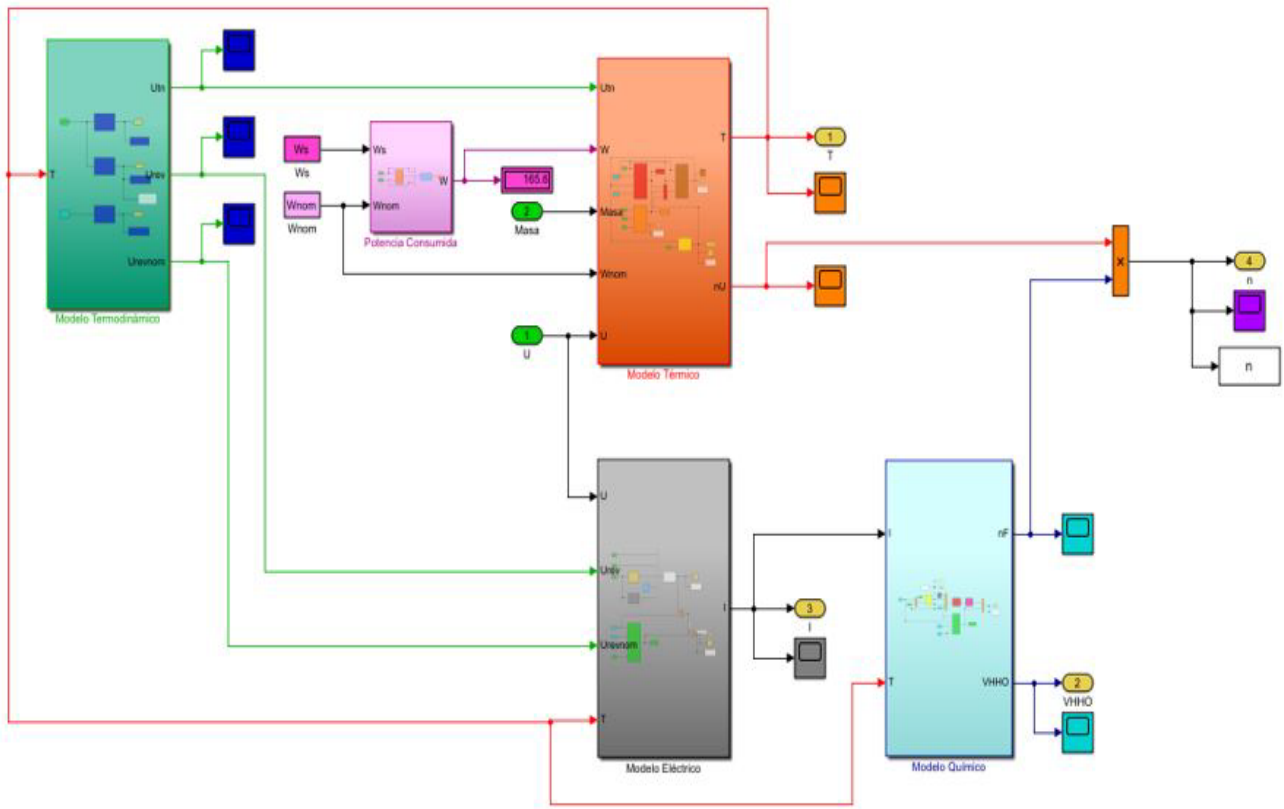 T
Utn
Urev
Urevnom
Modelo Termodinámico
Ws
Ws
Wnom
Wnom
Ws
Wnom
W
Potencia Consumida
165.6
2
Masa
1
U
Utn
W
Masa
Wnom
U
T
nU
Modelo Térmico
1
T
x
4
n
n
U
Urev
Urevnom
T
I
Modelo Eléctrico
3
I
I
T
nF
VHHO
Modelo Químico
2
VHHO